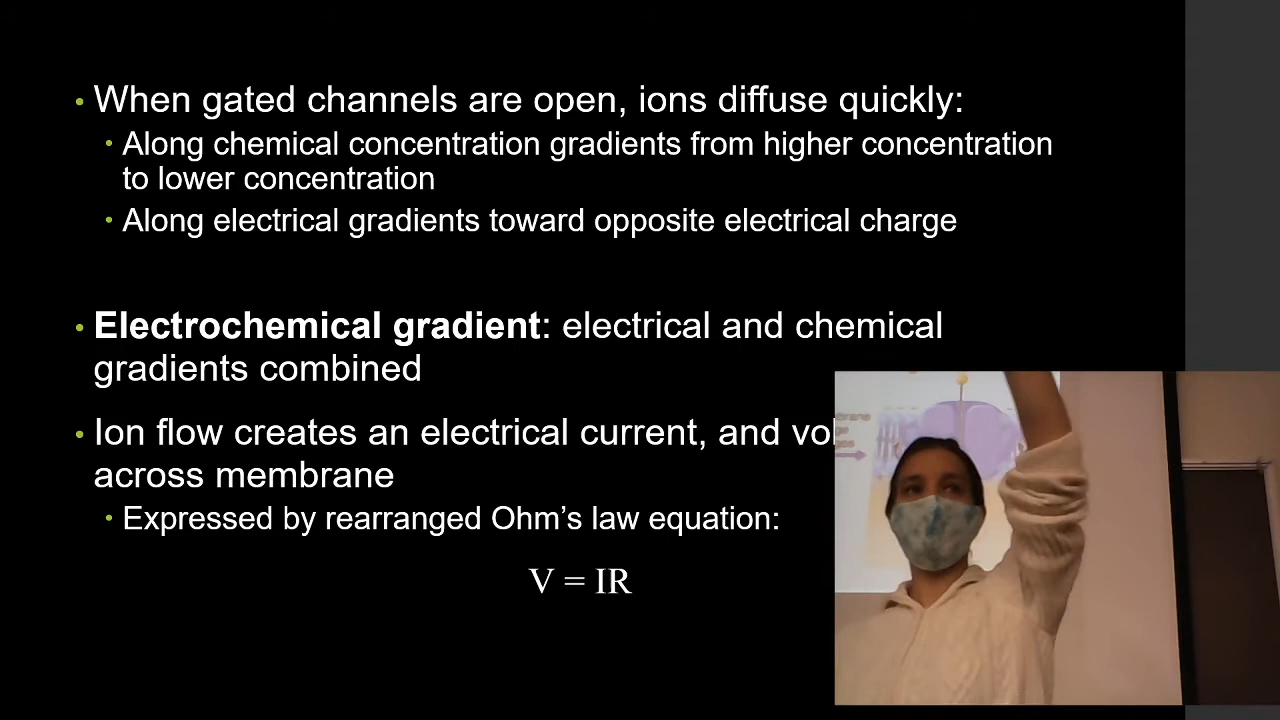 • When gated channels are open, ions diffuse quickly:
• Along chemical concentration gradients from higher concentration
to lower concentration
• Along electrical gradients toward opposite electrical charge
• Electrochemical gradient: electrical and chemical
gradients combined
• Ion flow creates an electrical current, and
across membrane
• Expressed by rearranged Ohm’s law equation:
V = IR